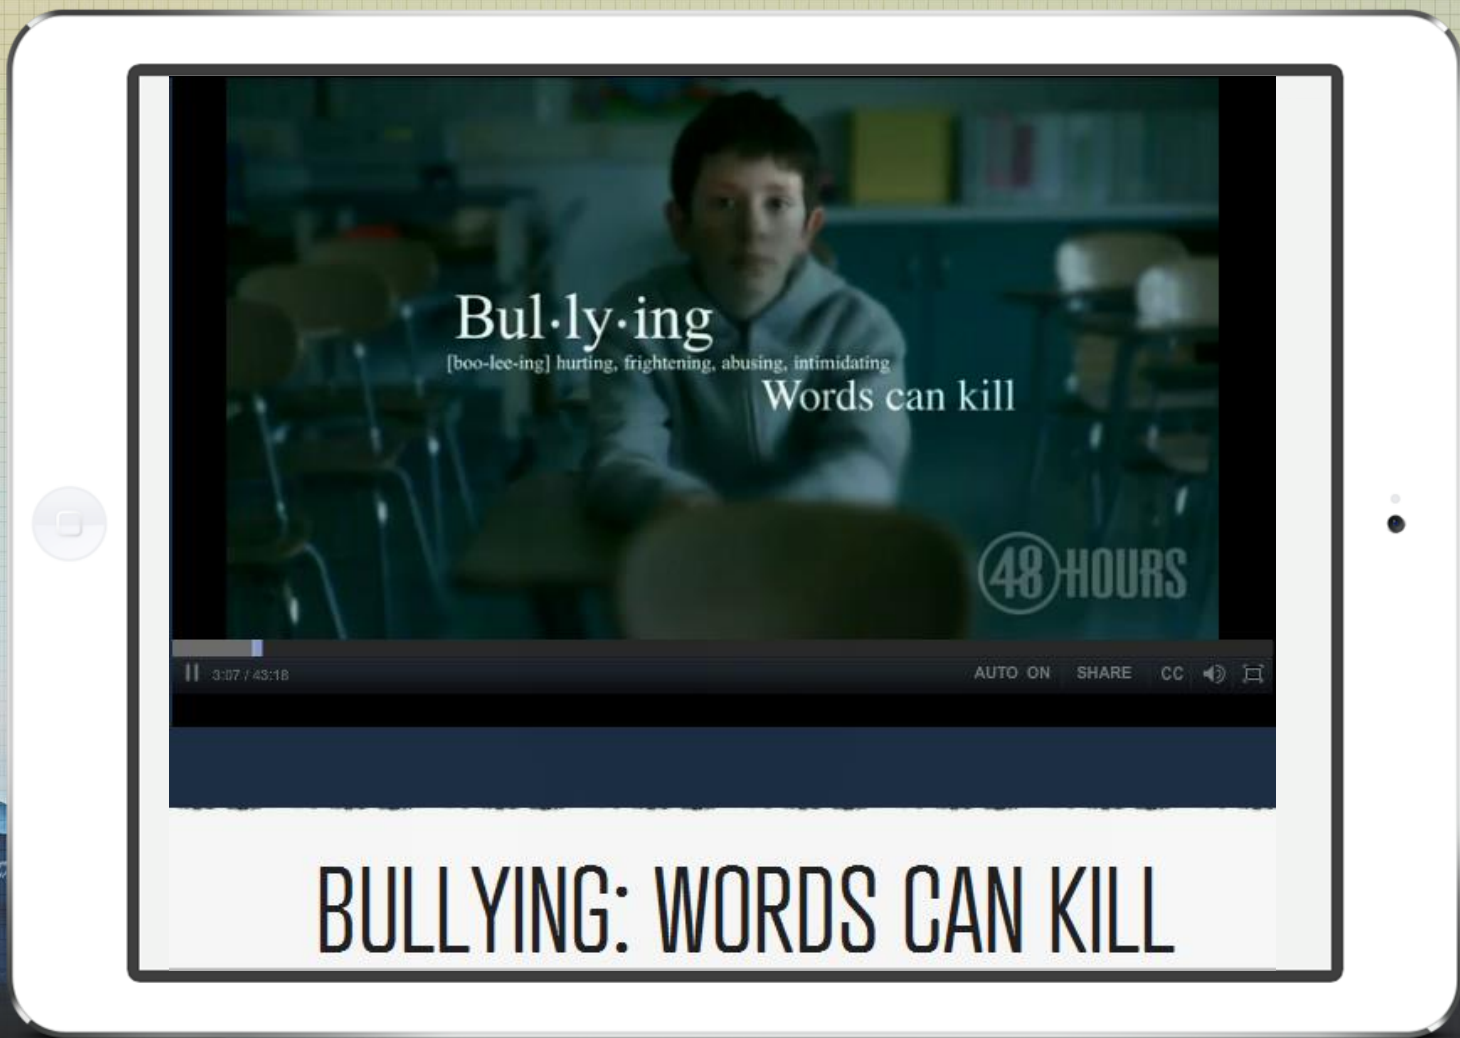 Bul·ly·ing
[boo-lee-ing] hurting, frightening, abusing, intimidating
Words can kill
48 HOURS
3:07 / 43:18 AUTO ON SHARE CC
BULLYING: WORDS CAN KILL